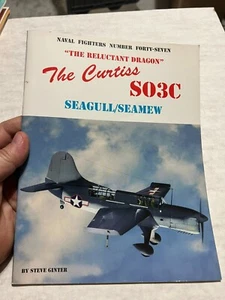 NAVAL FIGHTERS NUMBER FORTY-SEVEN
"THE RELUCTANT DRAGON"
The Curtiss
SO3C
SEAGULL/SEAMEW
BY STEVE GINTER